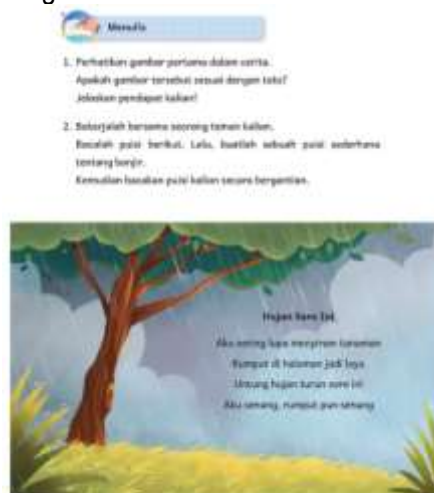 Menulis
1. Perhatikan gambar pertama dalam cerita.
Apakah gambar tersebut sesuai dengan teks?
Jelaskan pendapat kalian!
2. Bekerjalah bersama seorang teman kalian.
Bacalah puisi berikut. Lalu, buatlah sebuah puisi sederhana
tentang banjir.
Kemudian bacakan puisi kalian secara bergantian.
Hujan Sore Ini
Aku sering lupa menyiram tanaman
Rumput di halaman jadi layu
Untung hujan turun sore ini
Aku senang, rumput pun senang